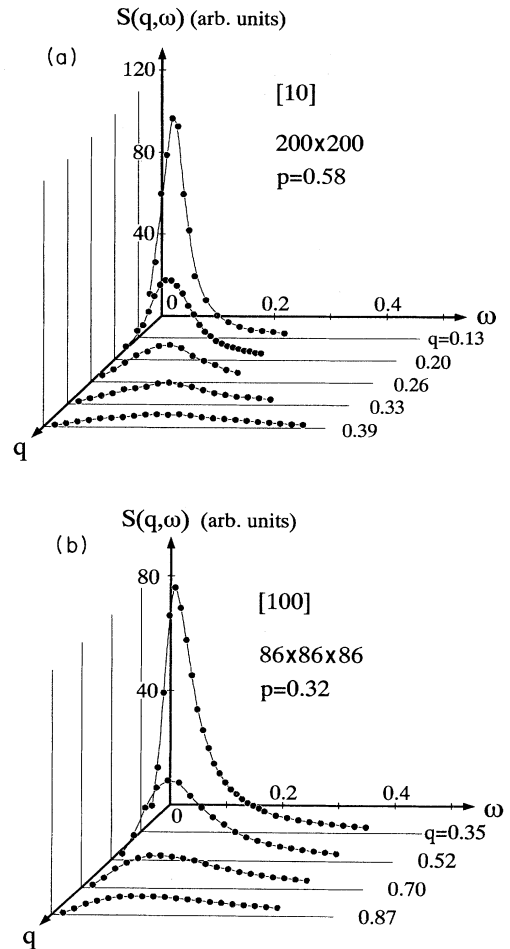 S(q,ω) (arb. units)
(a)
120
[10]
200x200
80
p=0.58
40
0 0.2 0.4 ω
q=0.13
0.20
0.26
0.33
0.39
q
S(q,ω) (arb. units)
(b)
80
[100]
86x86x86
40
p=0.32
0 0.2 0.4 ω
q=0.35
0.52
0.70
0.87
q